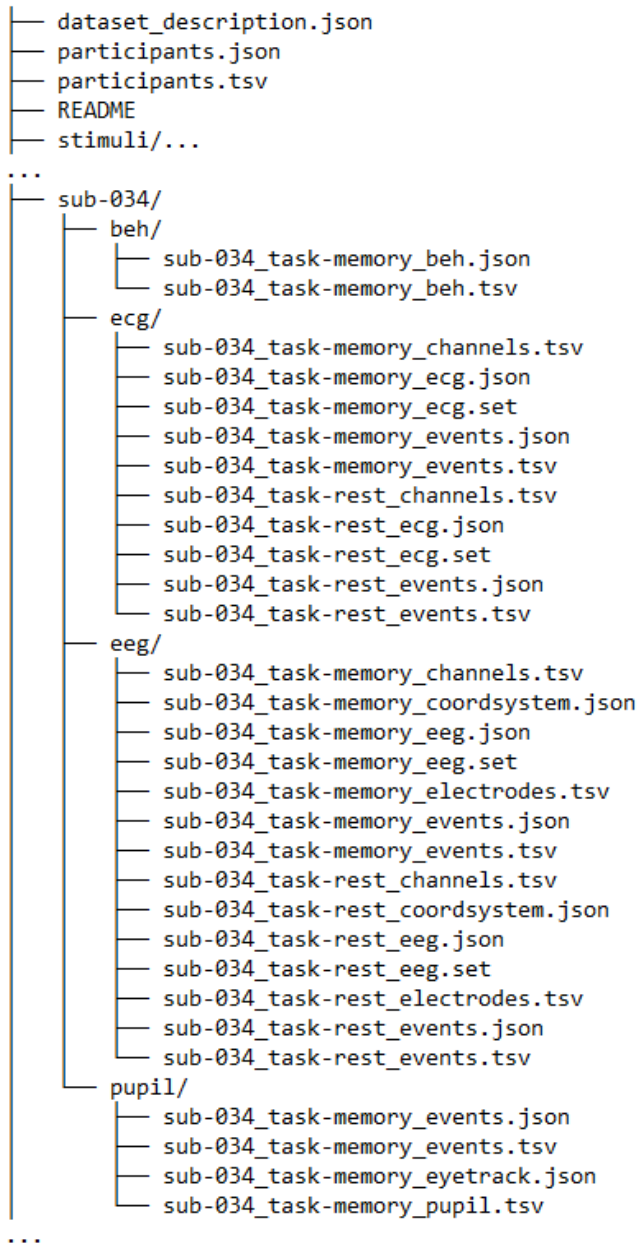 ├── dataset_description.json
├── participants.json
├── participants.tsv
├── README
├── stimuli/...
...
├── sub-034/
│   ├── beh/
│   │   ├── sub-034_task-memory_beh.json
│   │   └── sub-034_task-memory_beh.tsv
│   ├── ecg/
│   │   ├── sub-034_task-memory_channels.tsv
│   │   ├── sub-034_task-memory_ecg.json
│   │   ├── sub-034_task-memory_ecg.set
│   │   ├── sub-034_task-memory_events.json
│   │   ├── sub-034_task-memory_events.tsv
│   │   ├── sub-034_task-rest_channels.tsv
│   │   ├── sub-034_task-rest_ecg.json
│   │   ├── sub-034_task-rest_ecg.set
│   │   ├── sub-034_task-rest_events.json
│   │   └── sub-034_task-rest_events.tsv
│   ├── eeg/
│   │   ├── sub-034_task-memory_channels.tsv
│   │   ├── sub-034_task-memory_coordsystem.json
│   │   ├── sub-034_task-memory_eeg.json
│   │   ├── sub-034_task-memory_eeg.set
│   │   ├── sub-034_task-memory_electrodes.tsv
│   │   ├── sub-034_task-memory_events.json
│   │   ├── sub-034_task-memory_events.tsv
│   │   ├── sub-034_task-rest_channels.tsv
│   │   ├── sub-034_task-rest_coordsystem.json
│   │   ├── sub-034_task-rest_eeg.json
│   │   ├── sub-034_task-rest_eeg.set
│   │   ├── sub-034_task-rest_electrodes.tsv
│   │   ├── sub-034_task-rest_events.json
│   │   └── sub-034_task-rest_events.tsv
│   └── pupil/
│       ├── sub-034_task-memory_events.json
│       ├── sub-034_task-memory_events.tsv
│       ├── sub-034_task-memory_eyetrack.json
│       └── sub-034_task-memory_pupil.tsv
...